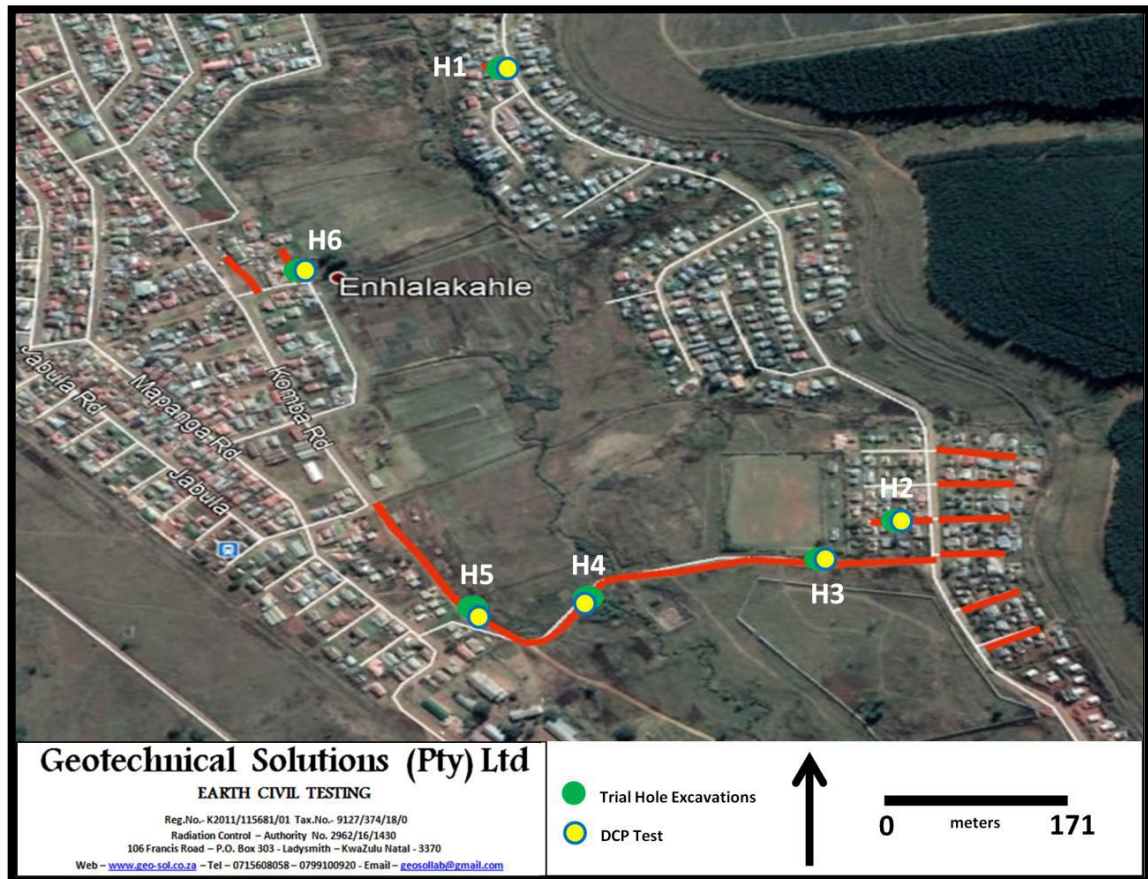 H1
H6
Enhlalakahle
Jabula Rd
Mapanga Rd
Komba Rd
Jabula
H2
H3
H4
H5
Geotechnical Solutions (Pty) Ltd
EARTH CIVIL TESTING
Reg.No.- K2011/115681/01 Tax.No.- 9127/374/18/0
Radiation Control – Authority No. 2962/16/1430
106 Francis Road – P.O. Box 303 - Ladysmith – KwaZulu Natal - 3370
Web – www.geo-sol.co.za – Tel – 0715608058 – 0799100920 - Email – geosollab@gmail.com
Trial Hole Excavations
DCP Test
0 meters 171